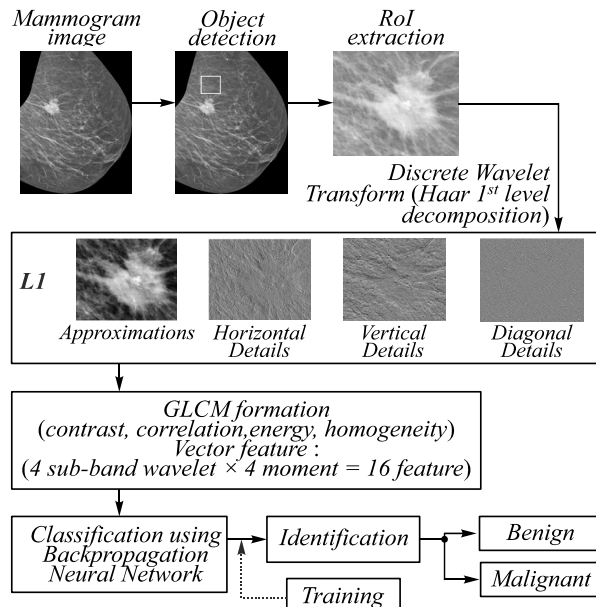 Mammogram
image
Object
detection
RoI
extraction
Discrete Wavelet
Transform (Haar 1st level
decomposition)
L1
Approximations
Horizontal
Details
Vertical
Details
Diagonal
Details
GLCM formation
(contrast, correlation,energy, homogeneity)
Vector feature :
(4 sub-band wavelet × 4 moment = 16 feature)
Classification using
Backpropagation
Neural Network
Identification
Benign
Malignant
Training